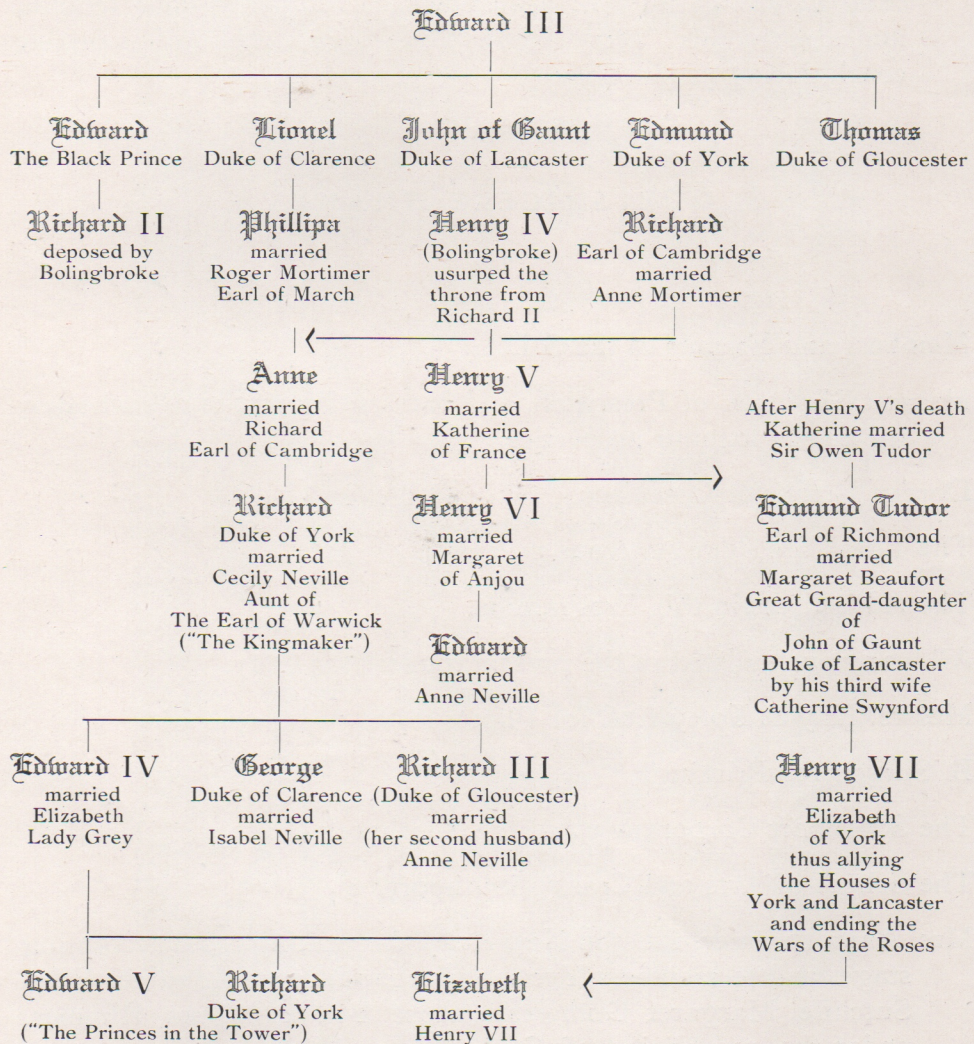 Edward III
Edward
The Black Prince
Lionel
Duke of Clarence
John of Gaunt
Duke of Lancaster
Edmund
Duke of York
Thomas
Duke of Gloucester
Richard II
deposed by
Bolingbroke
Phillipa
married
Roger Mortimer
Earl of March
Henry IV
(Bolingbroke)
usurped the
throne from
Richard II
Richard
Earl of Cambridge
married
Anne Mortimer
Anne
married
Richard
Earl of Cambridge
Henry V
married
Katherine
of France
After Henry V's death
Katherine married
Sir Owen Tudor
Richard
Duke of York
married
Cecily Neville
Aunt of
The Earl of Warwick
("The Kingmaker")
Henry VI
married
Margaret
of Anjou
Edmund Tudor
Earl of Richmond
married
Margaret Beaufort
Great Grand-daughter
of
John of Gaunt
Duke of Lancaster
by his third wife
Catherine Swynford
Edward
married
Anne Neville
Edward IV
married
Elizabeth
Lady Grey
George
Duke of Clarence
married
Isabel Neville
Richard III
(Duke of Gloucester)
married
(her second husband)
Anne Neville
Henry VII
married
Elizabeth
of York
thus allying
the Houses of
York and Lancaster
and ending the
Wars of the Roses
Edward V
Richard
Duke of York
("The Princes in the Tower")
Elizabeth
married
Henry VII